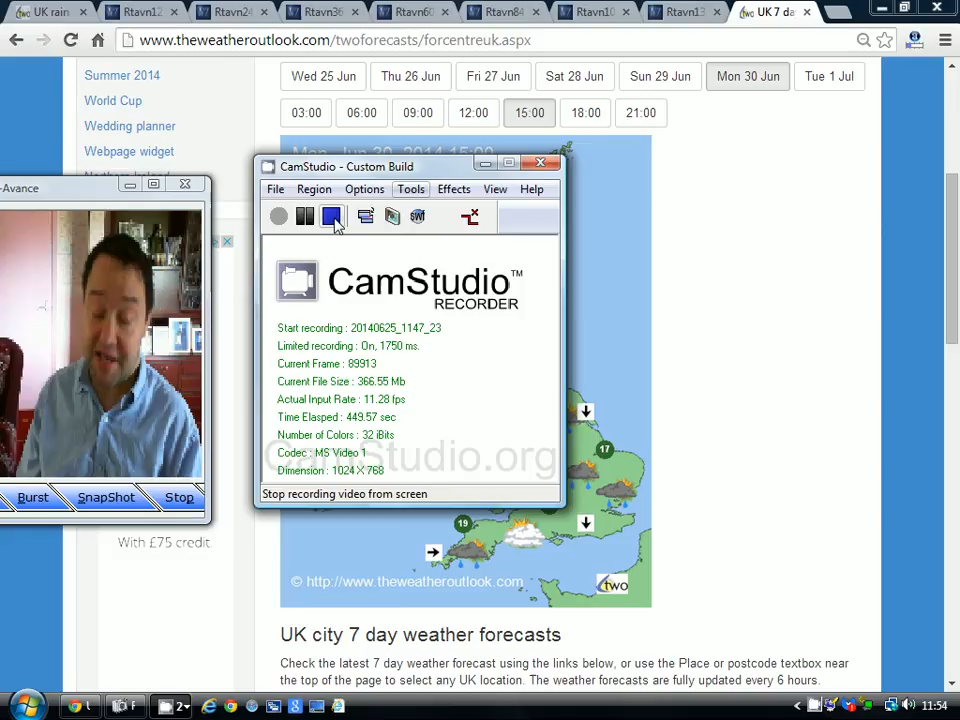 UK rain
Rtavn12
Rtavn24
Rtavn36
Rtavn60
Rtavn84
Rtavn10
Rtavn13
UK 7 da
www.theweatheroutlook.com/twoforecasts/forcentreuk.aspx
Summer 2014
World Cup
Wedding planner
Webpage widget
Wed 25 Jun
Thu 26 Jun
Fri 27 Jun
Sat 28 Jun
Sun 29 Jun
Mon 30 Jun
Tue 1 Jul
03:00
06:00
09:00
12:00
15:00
18:00
21:00
-Avance
Burst
SnapShot
Stop
With £75 credit
CamStudio - Custom Build
File Region Options Tools Effects View Help
CamStudio™
RECORDER
Start recording : 20140625_1147_23
Limited recording : On, 1750 ms.
Current Frame : 89913
Current File Size : 366.55 Mb
Actual Input Rate : 11.28 fps
Time Elasped : 449.57 sec
Number of Colors : 32 iBits
Codec : MS Video 1
Dimension : 1024 X 768
CamStudio.org
Stop recording video from screen
17
19
© http://www.theweatheroutlook.com
two
UK city 7 day weather forecasts
Check the latest 7 day weather forecast using the links below, or use the Place or postcode textbox near
the top of the page to select any UK location. The weather forecasts are fully updated every 6 hours.
11:54